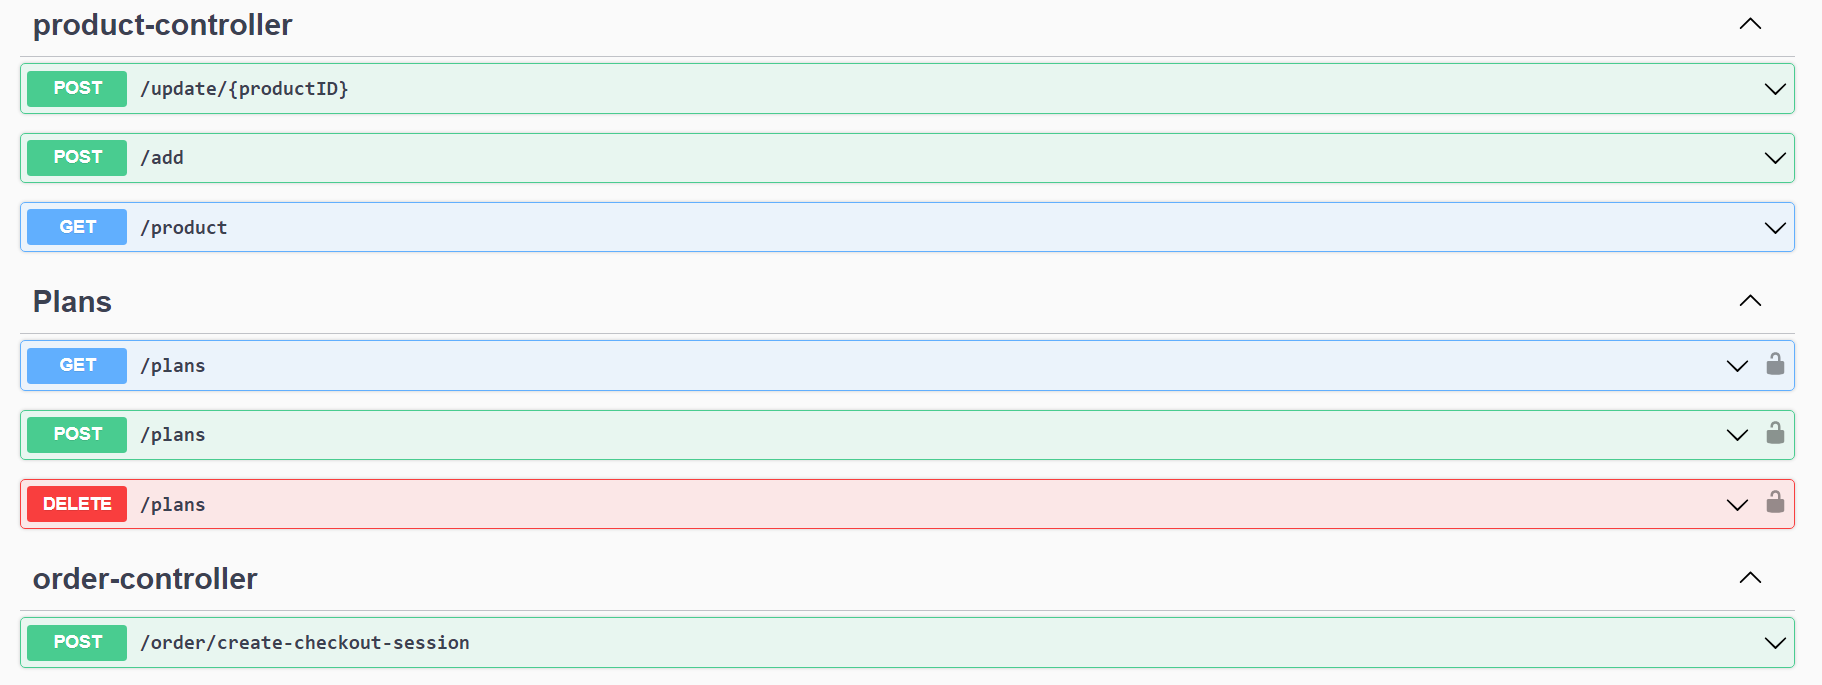 product-controller
POST /update/{productID}
POST /add
GET /product
Plans
GET /plans
POST /plans
DELETE /plans
order-controller
POST /order/create-checkout-session